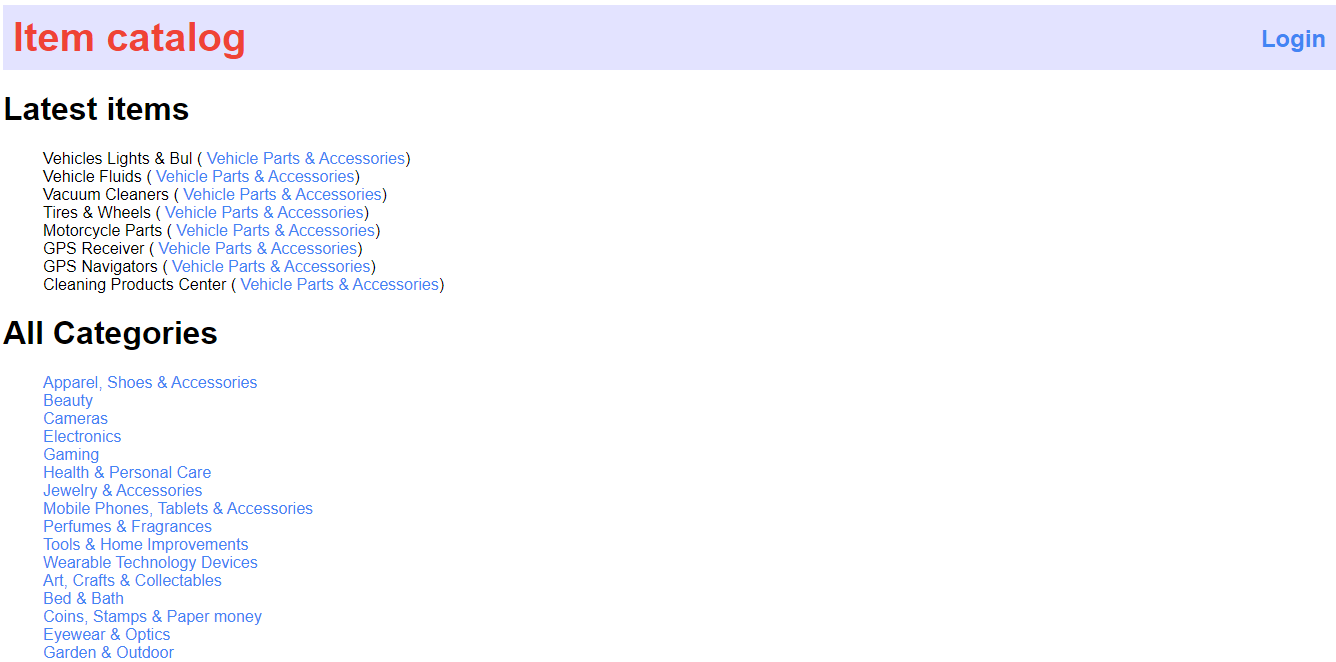 Item catalog
Login
Latest items
Vehicles Lights & Bul ( Vehicle Parts & Accessories)
Vehicle Fluids ( Vehicle Parts & Accessories)
Vacuum Cleaners ( Vehicle Parts & Accessories)
Tires & Wheels ( Vehicle Parts & Accessories)
Motorcycle Parts ( Vehicle Parts & Accessories)
GPS Receiver ( Vehicle Parts & Accessories)
GPS Navigators ( Vehicle Parts & Accessories)
Cleaning Products Center ( Vehicle Parts & Accessories)
All Categories
Apparel, Shoes & Accessories
Beauty
Cameras
Electronics
Gaming
Health & Personal Care
Jewelry & Accessories
Mobile Phones, Tablets & Accessories
Perfumes & Fragrances
Tools & Home Improvements
Wearable Technology Devices
Art, Crafts & Collectables
Bed & Bath
Coins, Stamps & Paper money
Eyewear & Optics
Garden & Outdoor